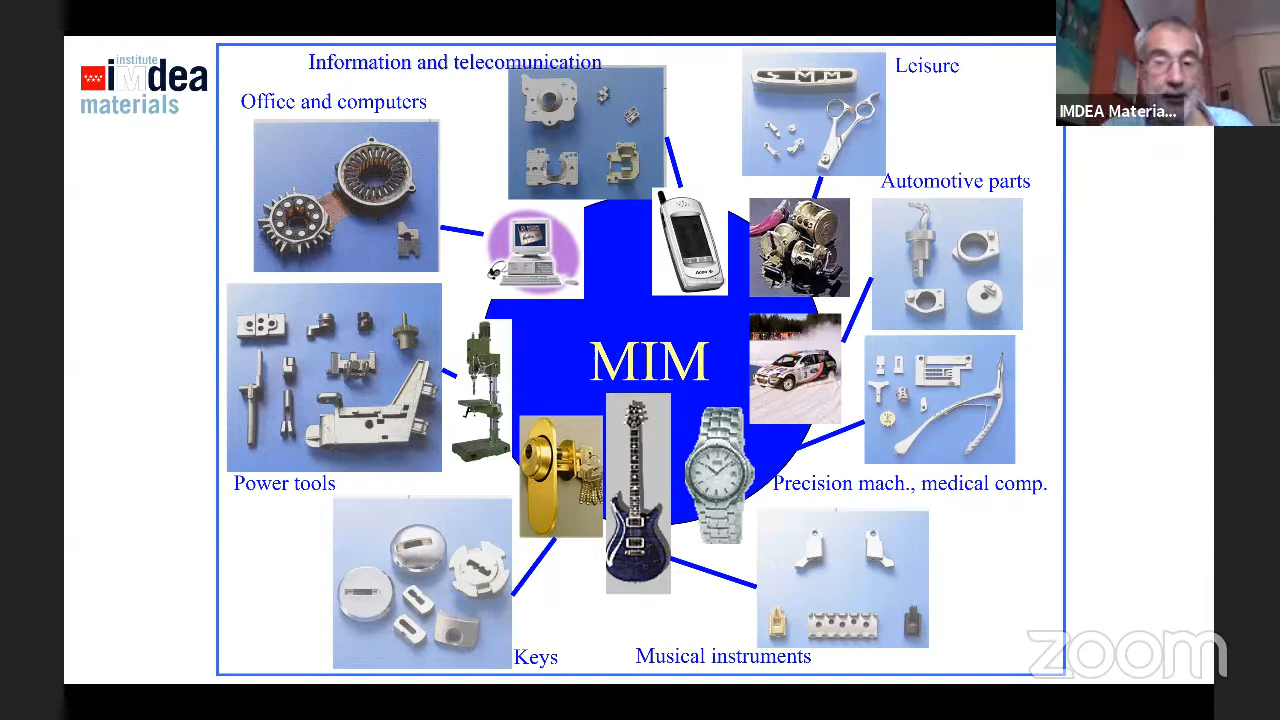 Information and telecomunication
Leisure
institute
imdea
materials
Office and computers
IMDEA Materia...
Automotive parts
MIM
Power tools
Precision mach., medical comp.
Keys
Musical instruments
zoom